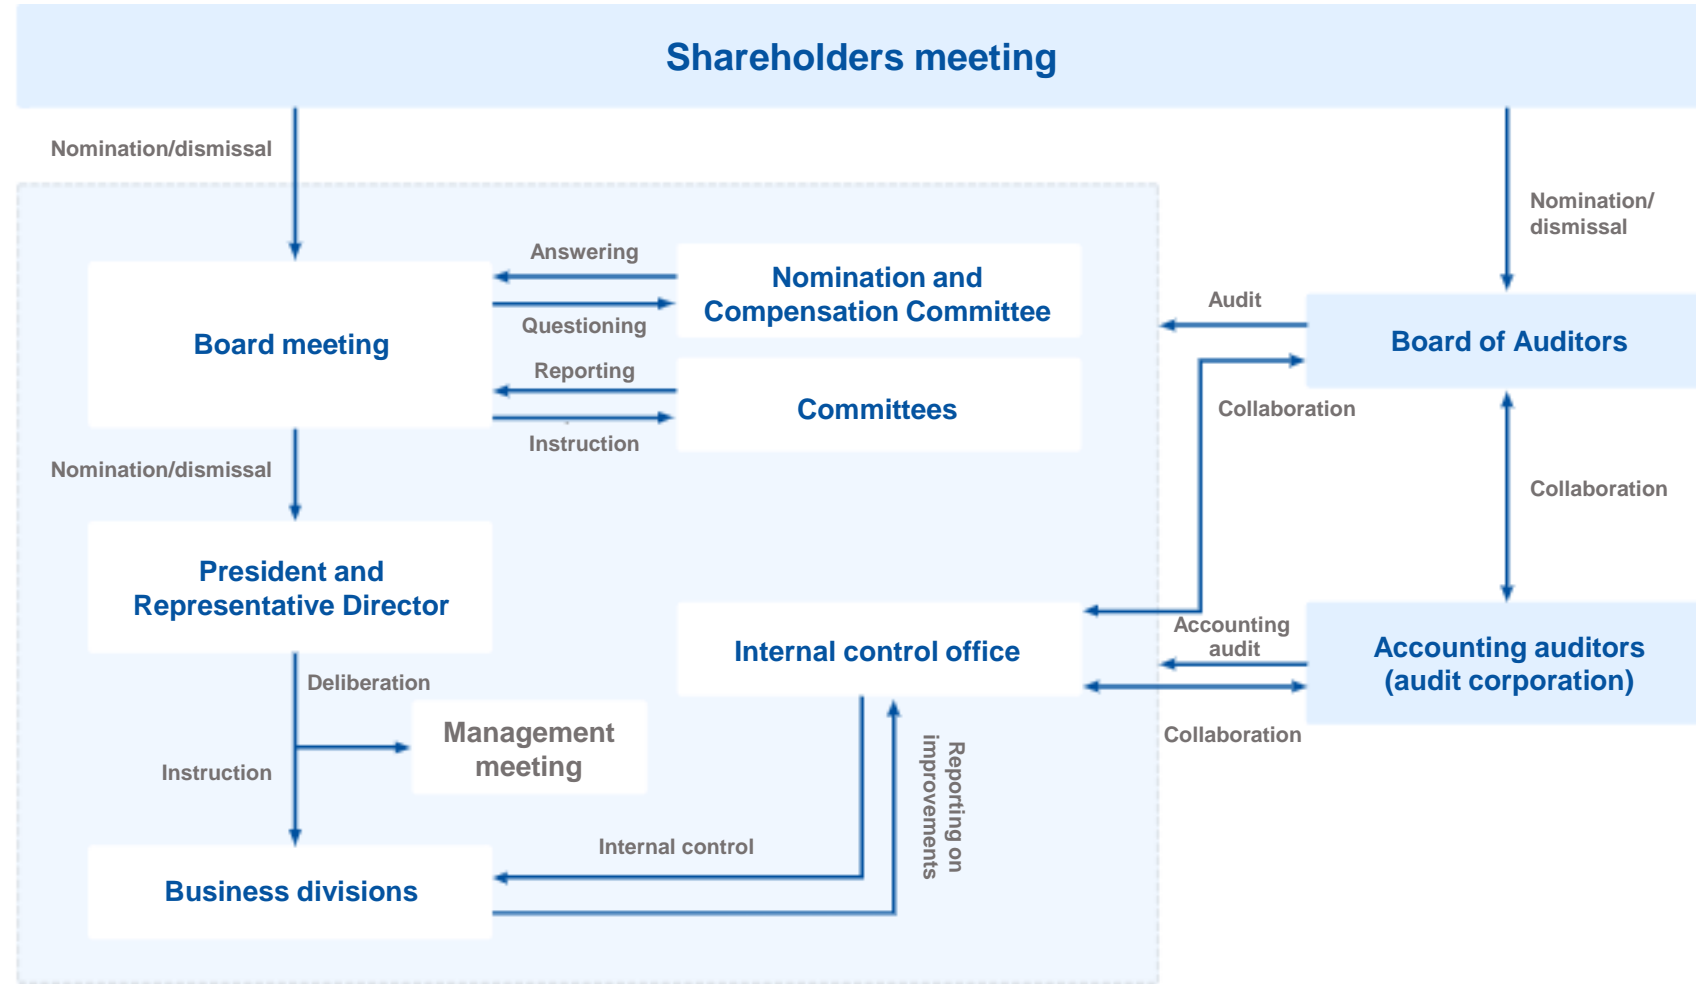 Shareholders meeting
Nomination/dismissal
Nomination/
dismissal
Answering
Nomination and
Compensation Committee
Questioning
Board meeting
Reporting
Committees
Instruction
Audit
Board of Auditors
Collaboration
Nomination/dismissal
Collaboration
President and
Representative Director
Internal control office
Accounting
audit
Accounting auditors
(audit corporation)
Collaboration
Deliberation
Management
meeting
Instruction
Reporting on
improvements
Internal control
Business divisions